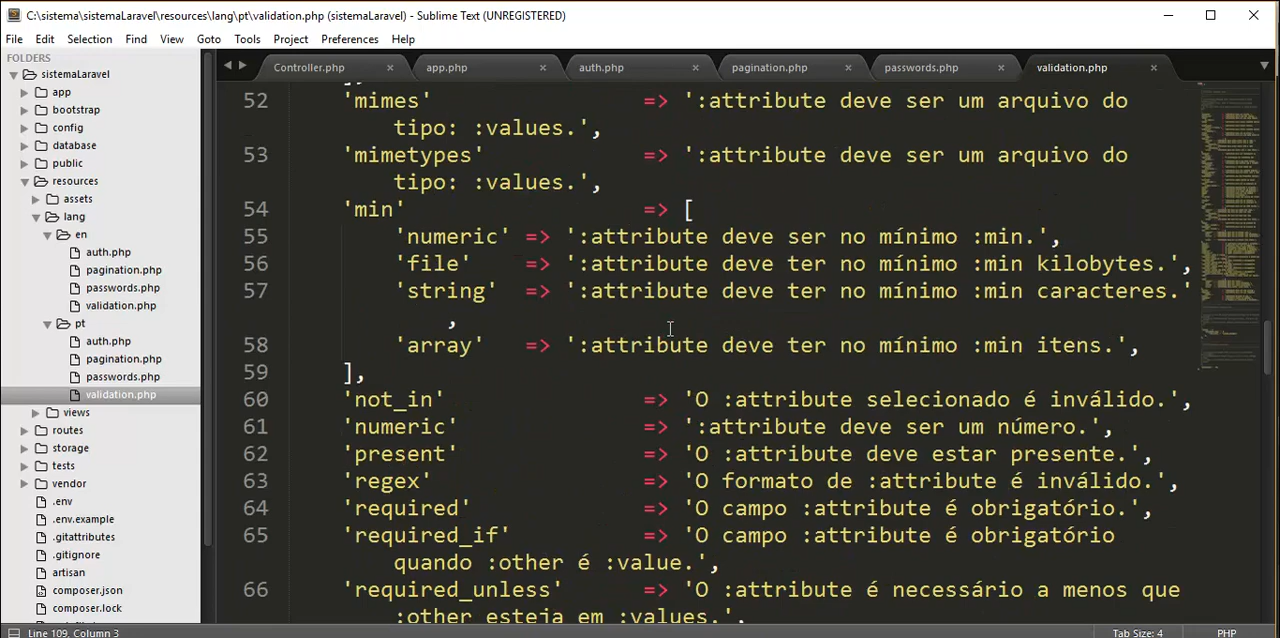 C:\sistema\sistemaLaravel\resources\lang\pt\validation.php (sistemaLaravel) - Sublime Text (UNREGISTERED)
File Edit Selection Find View Goto Tools Project Preferences Help
FOLDERS
sistemaLaravel
app
bootstrap
config
database
public
resources
assets
lang
en
auth.php
pagination.php
passwords.php
validation.php
pt
auth.php
pagination.php
passwords.php
validation.php
views
routes
storage
tests
vendor
.env
.env.example
.gitattributes
.gitignore
artisan
composer.json
composer.lock
Controller.php × app.php × auth.php × pagination.php × passwords.php × validation.php ×
52 'mimes' => ':attribute deve ser um arquivo do
tipo: :values.',
53 'mimetypes' => ':attribute deve ser um arquivo do
tipo: :values.',
54 'min' => [
55 'numeric' => ':attribute deve ser no mínimo :min.',
56 'file' => ':attribute deve ter no mínimo :min kilobytes.',
57 'string' => ':attribute deve ter no mínimo :min caracteres.'
,
58 'array' => ':attribute deve ter no mínimo :min itens.',
59 ],
60 'not_in' => 'O :attribute selecionado é inválido.',
61 'numeric' => ':attribute deve ser um número.',
62 'present' => 'O :attribute deve estar presente.',
63 'regex' => 'O formato de :attribute é inválido.',
64 'required' => 'O campo :attribute é obrigatório.',
65 'required_if' => 'O campo :attribute é obrigatório
quando :other é :value.',
66 'required_unless' => 'O :attribute é necessário a menos que
:other esteja em :values.',
Line 109, Column 3
Tab Size: 4 PHP